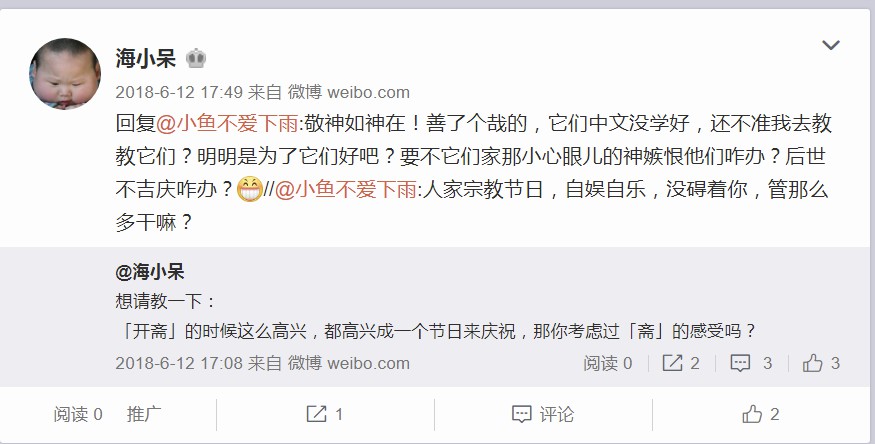 海小呆
2018-6-12 17:49 来自 微博 weibo.com
回复@小鱼不爱下雨:敬神如神在！善了个哉的，它们中文没学好，还不准我去教
教它们？明明是为了它们好吧？要不它们家那小心眼儿的神嫉恨他们咋办？后世
不吉庆咋办？//@小鱼不爱下雨:人家宗教节日，自娱自乐，没碍着你，管那么
多干嘛？
@海小呆
想请教一下：
「开斋」的时候这么高兴，都高兴成一个节日来庆祝，那你考虑过「斋」的感受吗？
2018-6-12 17:08 来自 微博 weibo.com 阅读 0 2 3 3
阅读 0 推广 1 评论 2